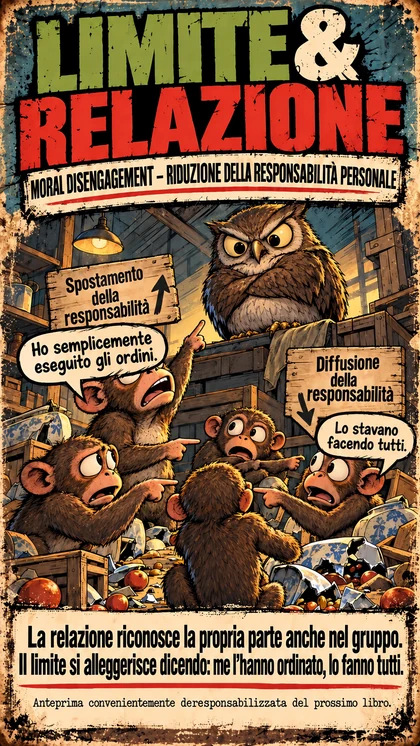 LIMITE &
RELAZIONE
MORAL DISENGAGEMENT – RIDUZIONE DELLA RESPONSABILITÀ PERSONALE
Spostamento
della
responsabilità
Ho semplicemente
eseguito gli ordini.
Diffusione
della
responsabilità
Lo stavano
facendo tutti.
La relazione riconosce la propria parte anche nel gruppo.
Il limite si alleggerisce dicendo: me l'hanno ordinato, lo fanno tutti.
Anteprima convenientemente deresponsabilizzata del prossimo libro.